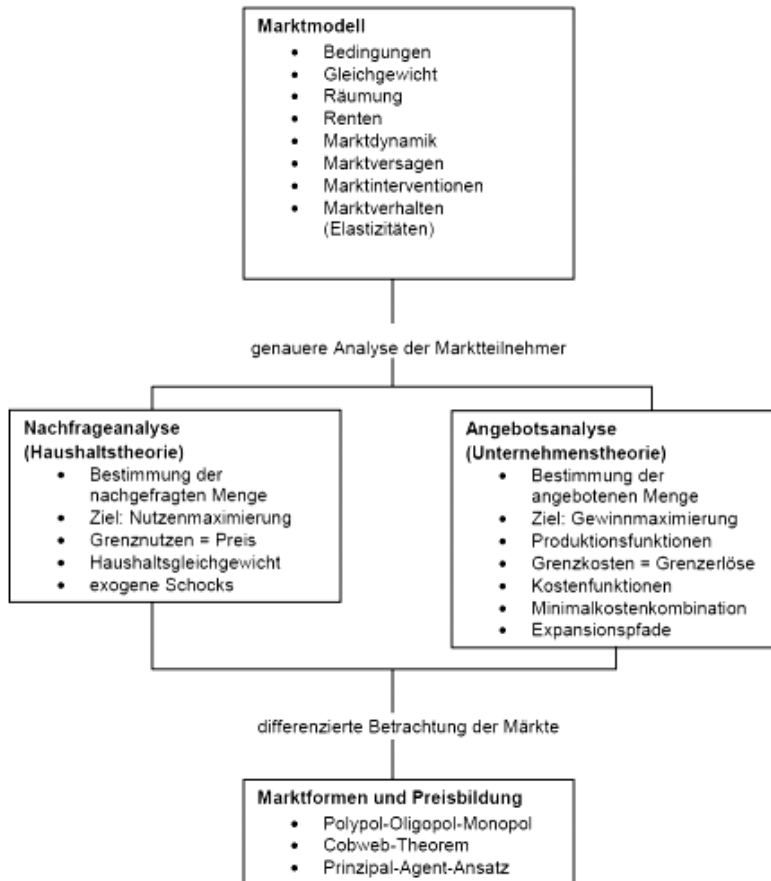 Marktmodell
• Bedingungen
• Gleichgewicht
• Räumung
• Renten
• Marktdynamik
• Marktversagen
• Marktinterventionen
• Marktverhalten
(Elastizitäten)
genauere Analyse der Marktteilnehmer
Nachfrageanalyse
(Haushaltstheorie)
• Bestimmung der
nachgefragten Menge
• Ziel: Nutzenmaximierung
• Grenznutzen = Preis
• Haushaltsgleichgewicht
• exogene Schocks
Angebotsanalyse
(Unternehmenstheorie)
• Bestimmung der
angebotenen Menge
• Ziel: Gewinnmaximierung
• Produktionsfunktionen
• Grenzkosten = Grenzerlöse
• Kostenfunktionen
• Minimalkostenkombination
• Expansionspfade
differenzierte Betrachtung der Märkte
Marktformen und Preisbildung
• Polypol-Oligopol-Monopol
• Cobweb-Theorem
• Prinzipal-Agent-Ansatz